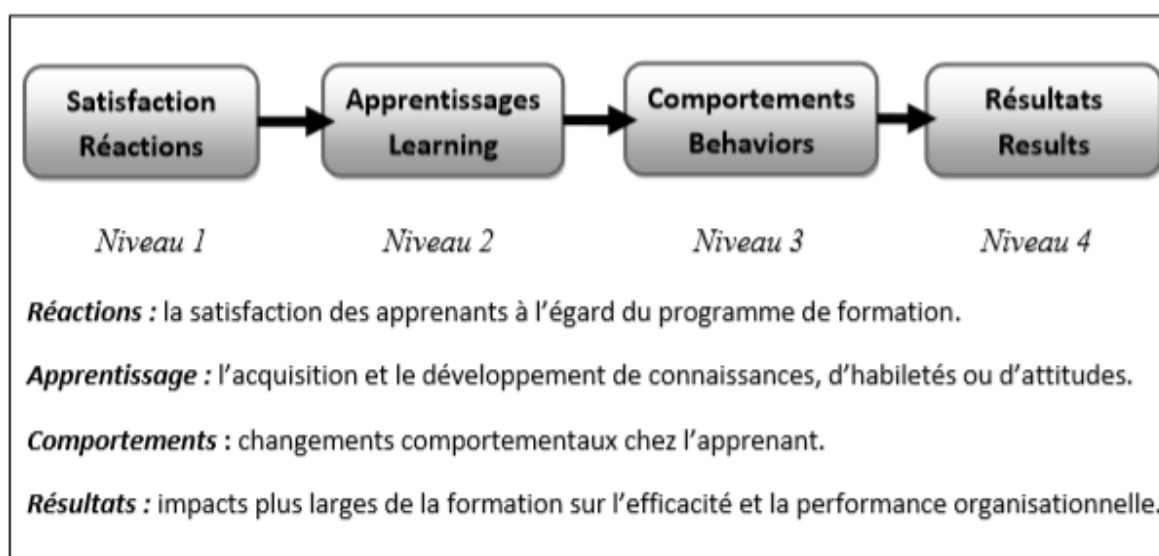 Satisfaction
Réactions
Apprentissages
Learning
Comportements
Behaviors
Résultats
Results
Niveau 1
Niveau 2
Niveau 3
Niveau 4
Réactions : la satisfaction des apprenants à l’égard du programme de formation.
Apprentissage : l’acquisition et le développement de connaissances, d’habiletés ou d’attitudes.
Comportements : changements comportementaux chez l’apprenant.
Résultats : impacts plus larges de la formation sur l’efficacité et la performance organisationnelle.